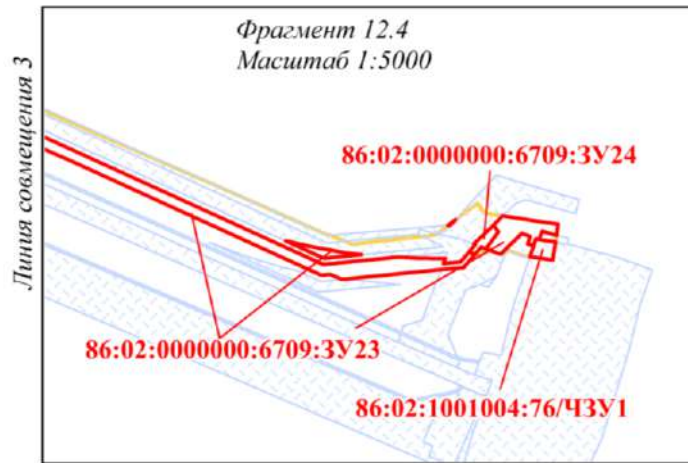 Фрагмент 12.4
Масштаб 1:5000
Линия совмещения 3
86:02:0000000:6709:ЗУ24
86:02:0000000:6709:ЗУ23
86:02:1001004:76/ЧЗУ1